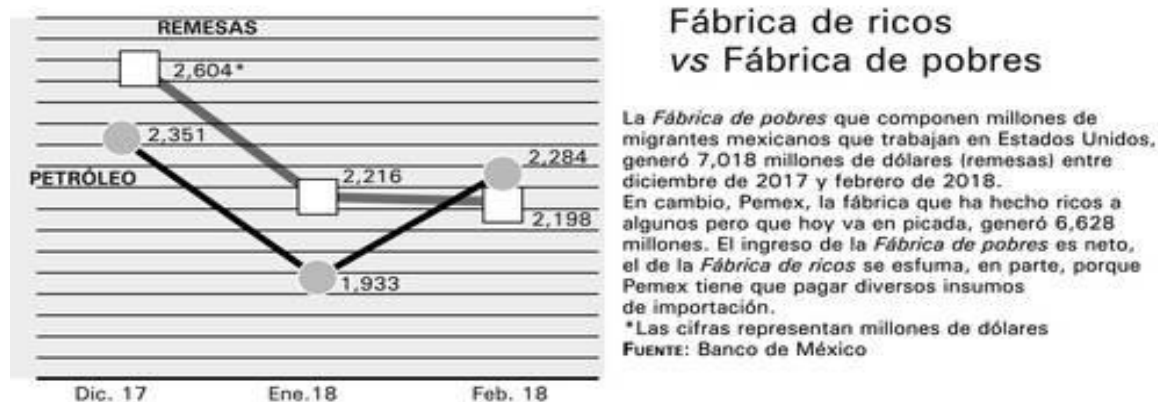 REMESAS
2,604*
2,351
PETRÓLEO
2,216
2,284
2,198
1,933
Dic. 17 Ene.18 Feb. 18
Fábrica de ricos
vs Fábrica de pobres
La Fábrica de pobres que componen millones de
migrantes mexicanos que trabajan en Estados Unidos,
generó 7,018 millones de dólares (remesas) entre
diciembre de 2017 y febrero de 2018.
En cambio, Pemex, la fábrica que ha hecho ricos a
algunos pero que hoy va en picada, generó 6,628
millones. El ingreso de la Fábrica de pobres es neto,
el de la Fábrica de ricos se esfuma, en parte, porque
Pemex tiene que pagar diversos insumos
de importación.
*Las cifras representan millones de dólares
FUENTE: Banco de México